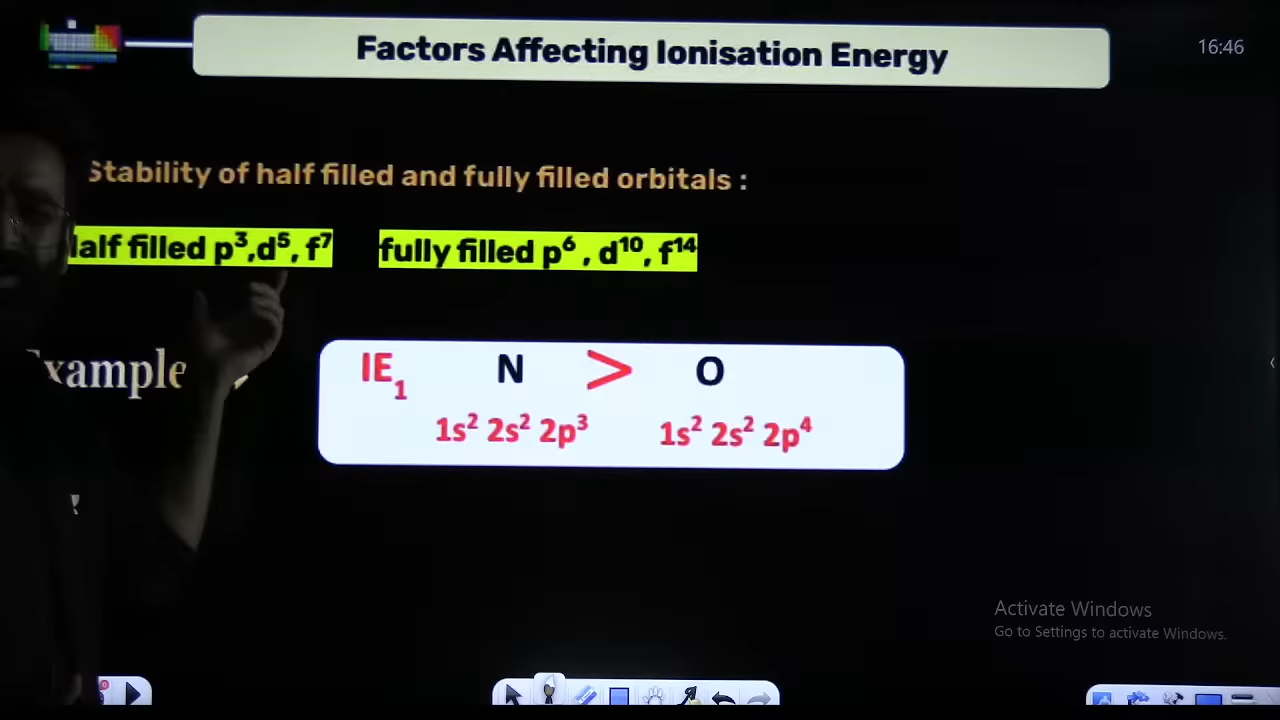 Factors Affecting Ionisation Energy
16:46
Stability of half filled and fully filled orbitals :
alf filled p³,d⁵, f⁷ fully filled p⁶ , d¹⁰, f¹⁴
xample
IE₁ N > O
1s² 2s² 2p³ 1s² 2s² 2p⁴
Activate Windows
Go to Settings to activate Windows.